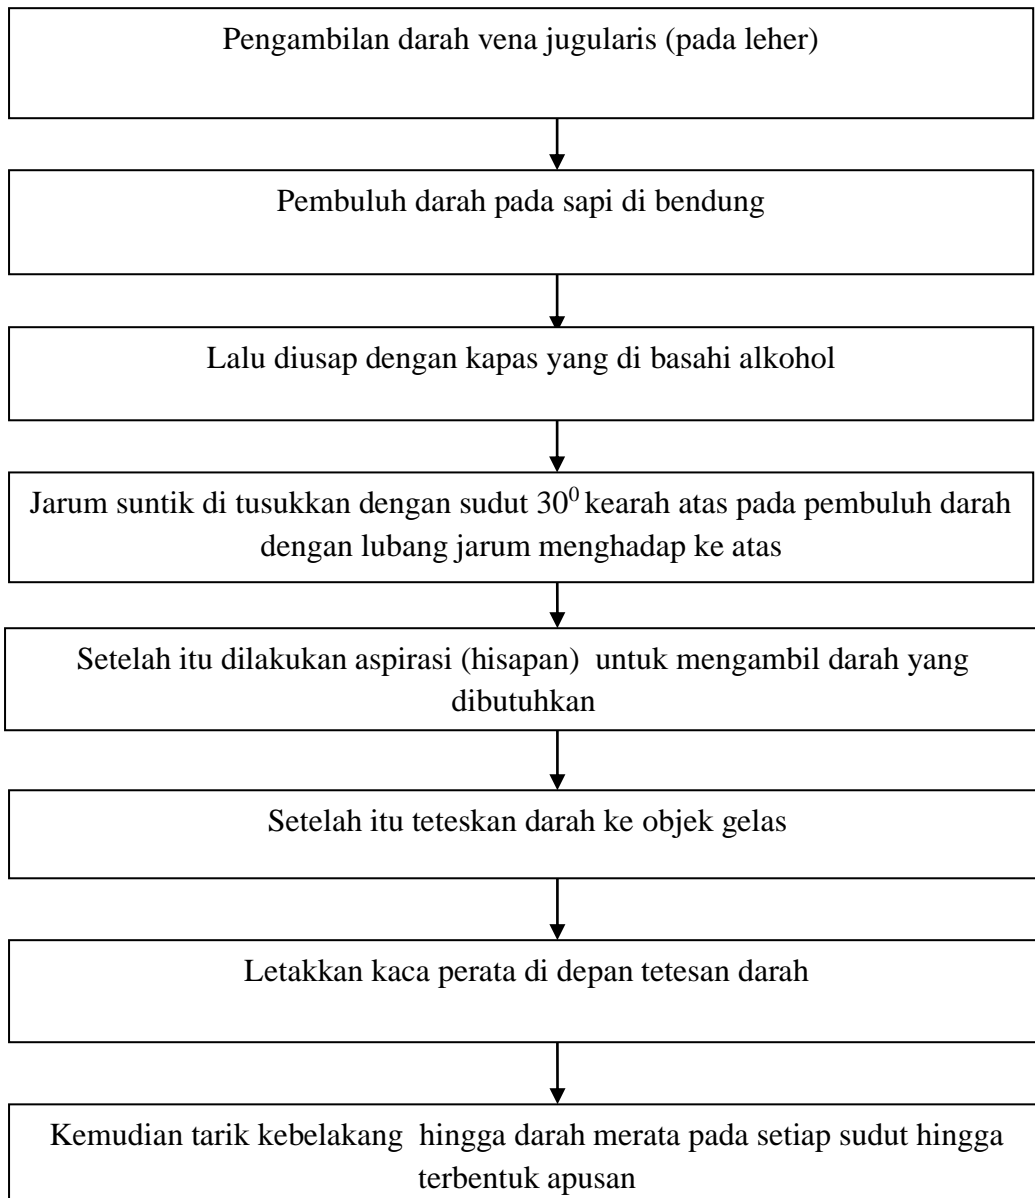 Pengambilan darah vena jugularis (pada leher)
Pembuluh darah pada sapi di bendung
Lalu diusap dengan kapas yang di basahi alkohol
Jarum suntik di tusukkan dengan sudut 30⁰ kearah atas pada pembuluh darah
dengan lubang jarum menghadap ke atas
Setelah itu dilakukan aspirasi (hisapan) untuk mengambil darah yang
dibutuhkan
Setelah itu teteskan darah ke objek gelas
Letakkan kaca perata di depan tetesan darah
Kemudian tarik kebelakang hingga darah merata pada setiap sudut hingga
terbentuk apusan